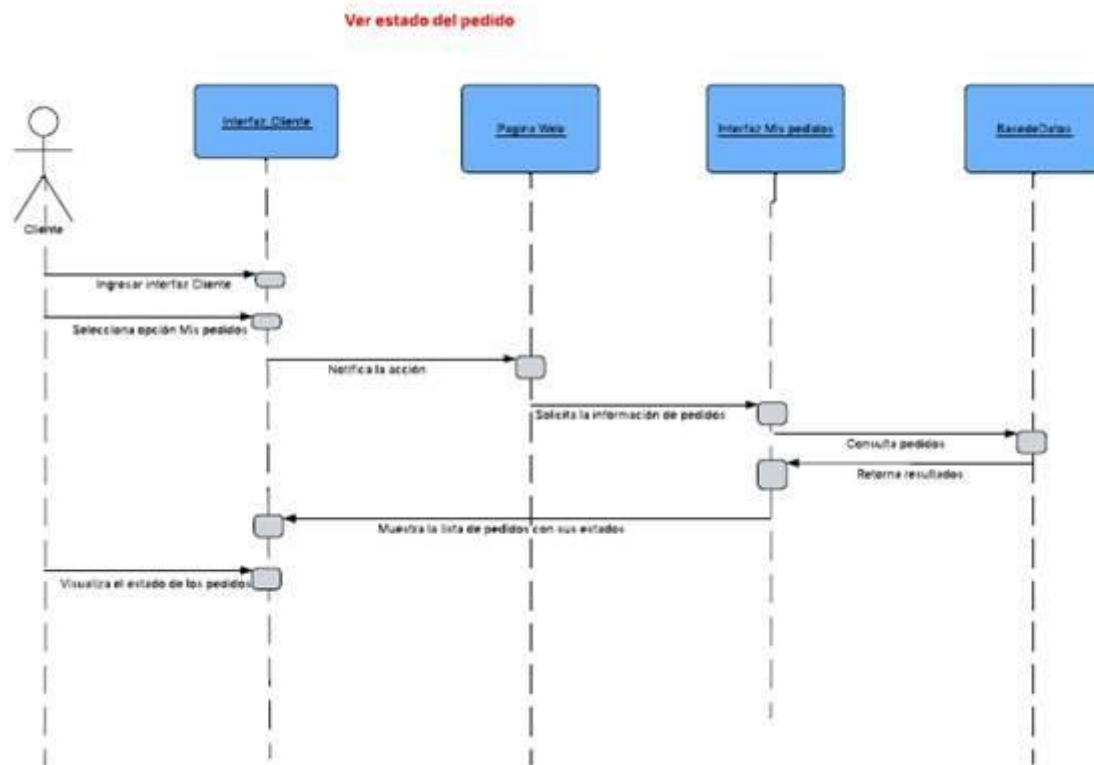 Ver estado del pedido
Interfaz_Cliente
Pagina Web
Interfaz Mis pedidos
BasedeDatos
Cliente
Ingresar interfaz Cliente
Selecciona opción Mis pedidos
Notifica la acción
Solicita la información de pedidos
Consulta pedidos
Retorna resultados
Muestra la lista de pedidos con sus estados
Visualiza el estado de los pedidos